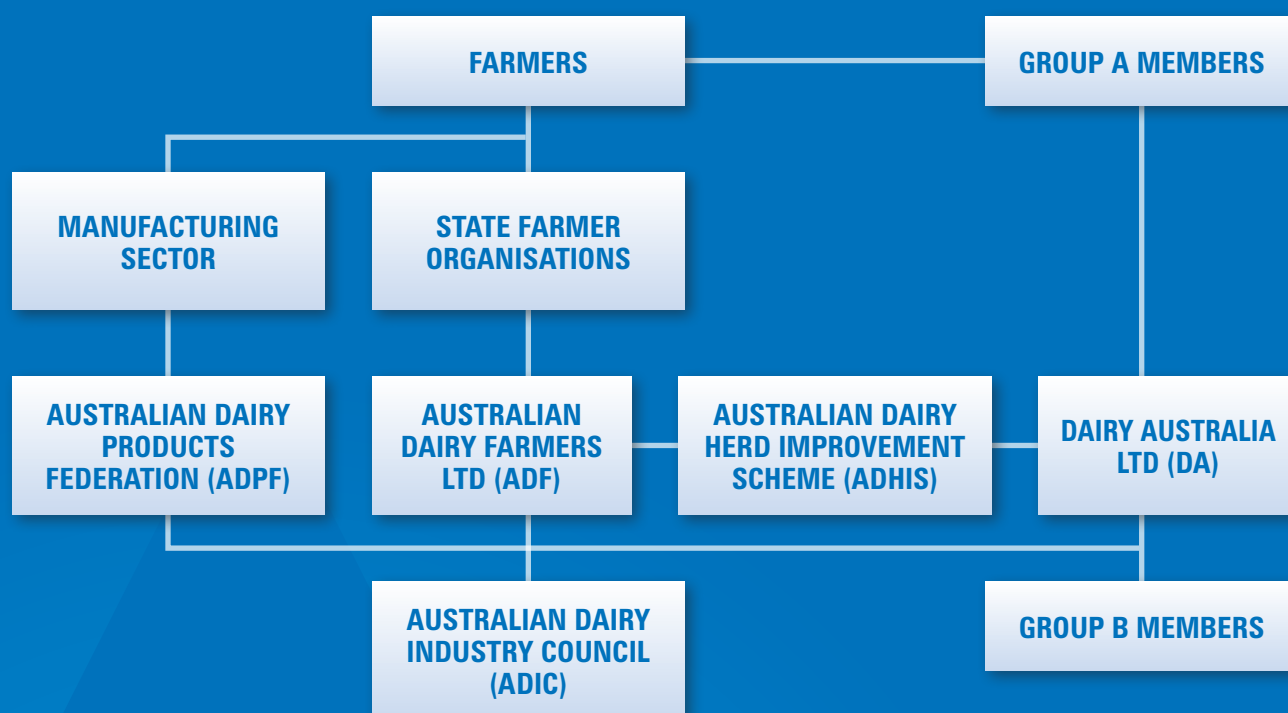 FARMERS
GROUP A MEMBERS
MANUFACTURING
SECTOR
STATE FARMER
ORGANISATIONS
AUSTRALIAN DAIRY
PRODUCTS
FEDERATION (ADPF)
AUSTRALIAN
DAIRY FARMERS
LTD (ADF)
AUSTRALIAN DAIRY
HERD IMPROVEMENT
SCHEME (ADHIS)
DAIRY AUSTRALIA
LTD (DA)
AUSTRALIAN DAIRY
INDUSTRY COUNCIL
(ADIC)
GROUP B MEMBERS